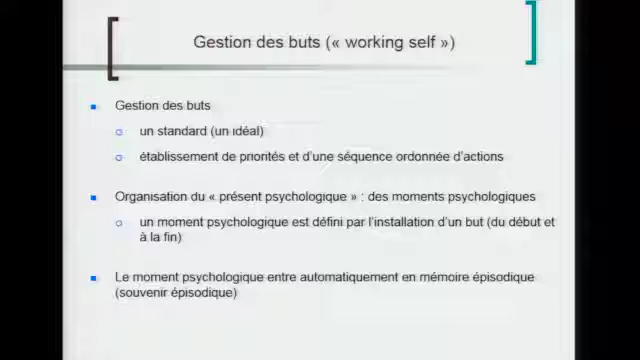 Gestion des buts (« working self »)
Gestion des buts
un standard (un idéal)
établissement de priorités et d'une séquence ordonnée d'actions
Organisation du « présent psychologique » : des moments psychologiques
un moment psychologique est défini par l'installation d'un but (du début et
à la fin)
Le moment psychologique entre automatiquement en mémoire épisodique
(souvenir épisodique)